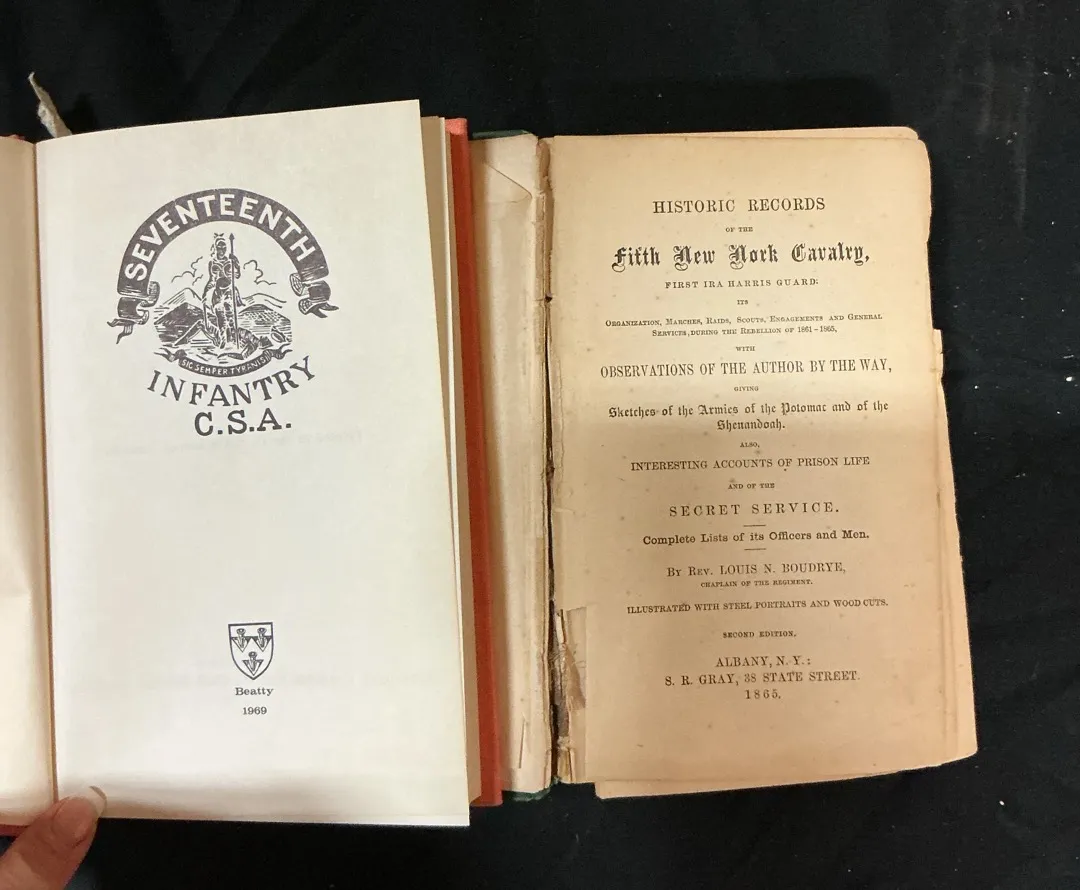 SEVENTEENTH
SIC SEMPER TYRANIS
INFANTRY
C.S.A.
Beatty
1969
HISTORIC RECORDS
OF THE
Fifth New York Cavalry,
FIRST IRA HARRIS GUARD:
ITS
ORGANIZATION, MARCHES, RAIDS, SCOUTS, ENGAGEMENTS AND GENERAL
SERVICES, DURING THE REBELLION OF 1861-1865,
WITH
OBSERVATIONS OF THE AUTHOR BY THE WAY,
GIVING
Sketches of the Armies of the Potomac and of the
Shenandoah.
ALSO,
INTERESTING ACCOUNTS OF PRISON LIFE
AND OF THE
SECRET SERVICE.
Complete Lists of its Officers and Men.
BY REV. LOUIS N. BOUDRYE,
CHAPLAIN OF THE REGIMENT.
ILLUSTRATED WITH STEEL PORTRAITS AND WOOD CUTS.
SECOND EDITION,
ALBANY, N. Y.:
S. R. GRAY, 38 STATE STREET.
1865.